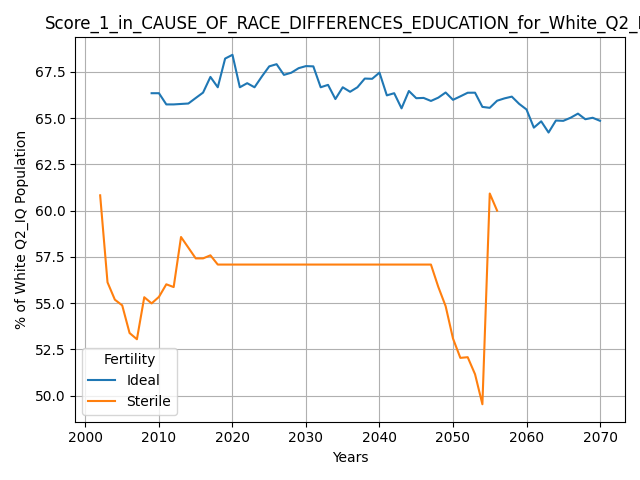 Score_1_in_CAUSE_OF_RACE_DIFFERENCES_EDUCATION_for_White_Q2_I
% of White Q2_IQ Population
67.5
65.0
62.5
60.0
57.5
55.0
52.5
50.0
Fertility
Ideal
Sterile
2000 2010 2020 2030 2040 2050 2060 2070
Years